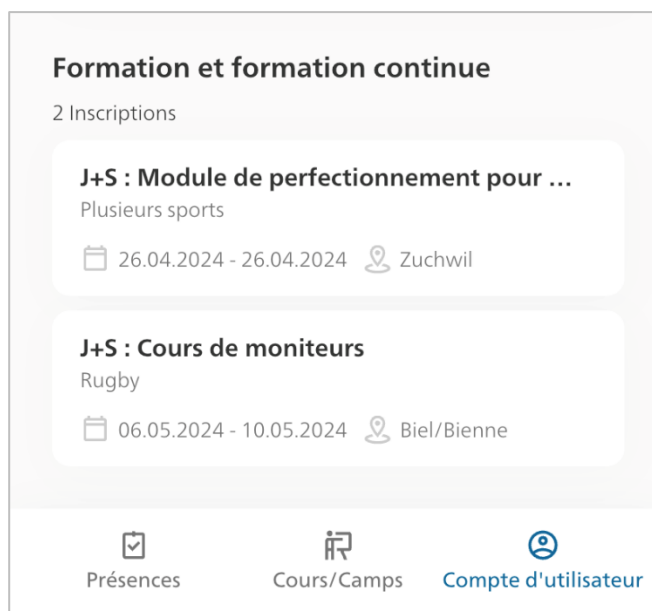 Formation et formation continue
2 Inscriptions
J+S : Module de perfectionnement pour ...
Plusieurs sports
26.04.2024 - 26.04.2024 Zuchwil
J+S : Cours de moniteurs
Rugby
06.05.2024 - 10.05.2024 Biel/Bienne
Présences Cours/Camps Compte d'utilisateur